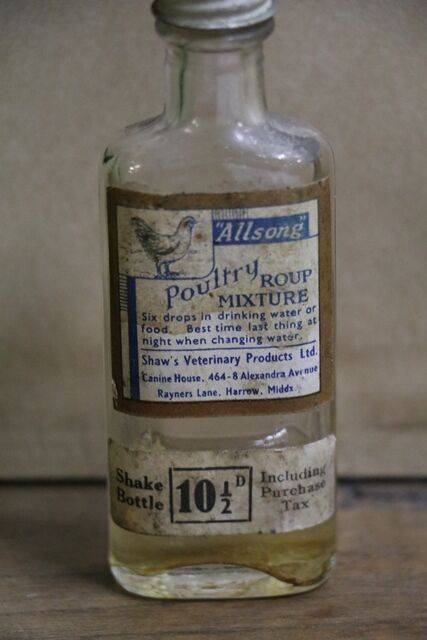 "Allsong"
Poultry ROUP
MIXTURE
Six drops in drinking water or
food. Best time last thing at
night when changing water.
Shaw's Veterinary Products Ltd.
Canine House. 464-8 Alexandra Avenue
Rayners Lane. Harrow. Middx
Shake
Bottle
10½D
Including
Purchase
Tax